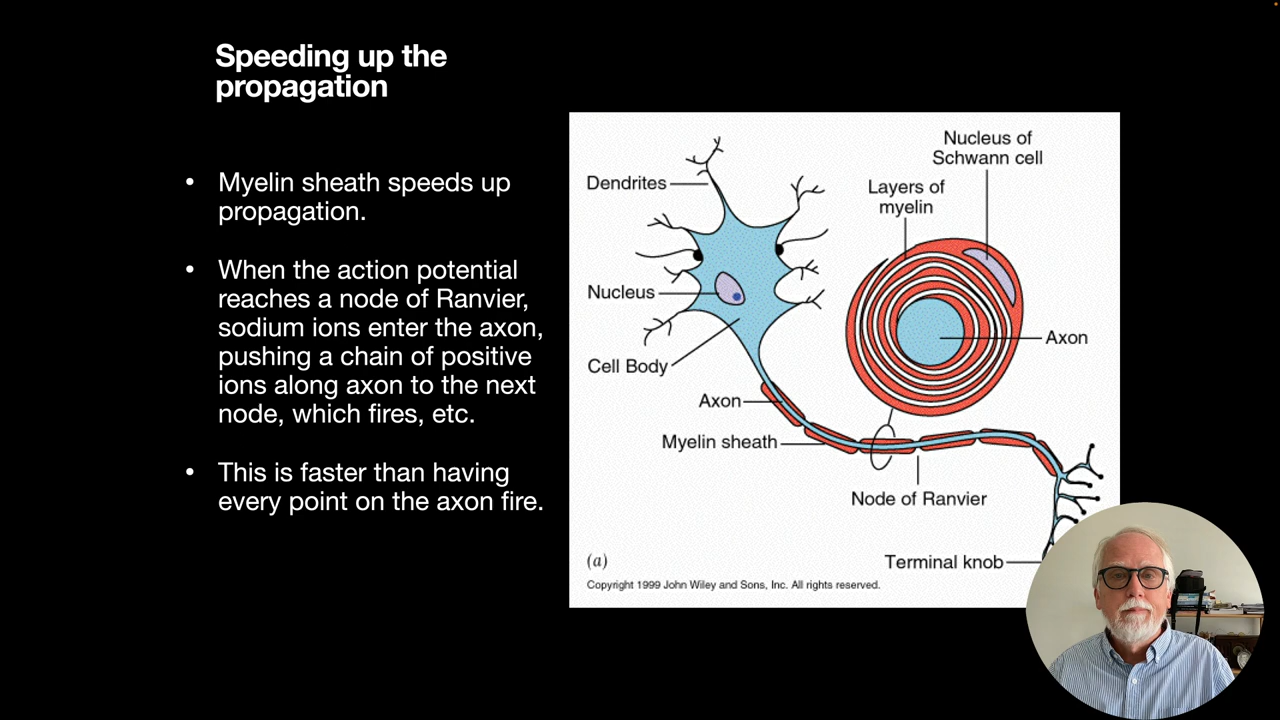 Speeding up the
propagation
• Myelin sheath speeds up
propagation.
• When the action potential
reaches a node of Ranvier,
sodium ions enter the axon,
pushing a chain of positive
ions along axon to the next
node, which fires, etc.
• This is faster than having
every point on the axon fire.
Nucleus of
Schwann cell
Dendrites
Layers of
myelin
Nucleus
Axon
Cell Body
Axon
Myelin sheath
Node of Ranvier
Terminal knob
(a)
Copyright 1999 John Wiley and Sons, Inc. All rights reserved.